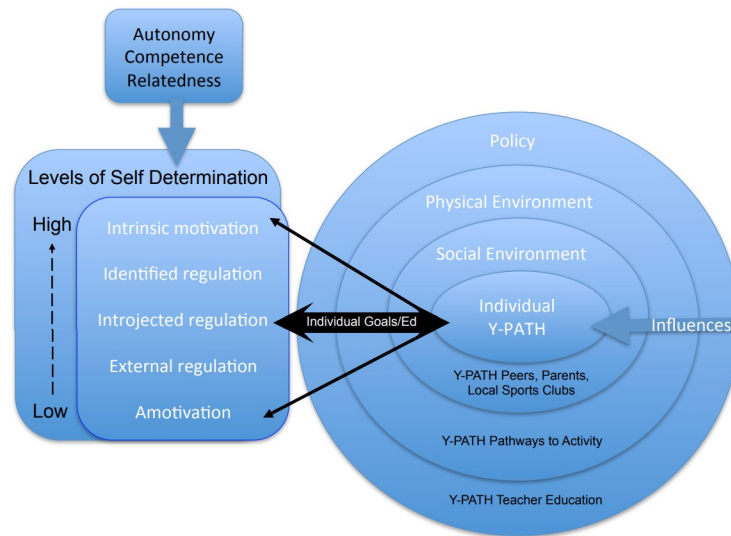 Autonomy
Competence
Relatedness
Levels of Self Determination
High
Low
Intrinsic motivation
Identified regulation
Introjected regulation
External regulation
Amotivation
Individual Goals/Ed
Policy
Physical Environment
Social Environment
Individual
Y-PATH
Influences
Y-PATH Peers, Parents,
Local Sports Clubs
Y-PATH Pathways to Activity
Y-PATH Teacher Education